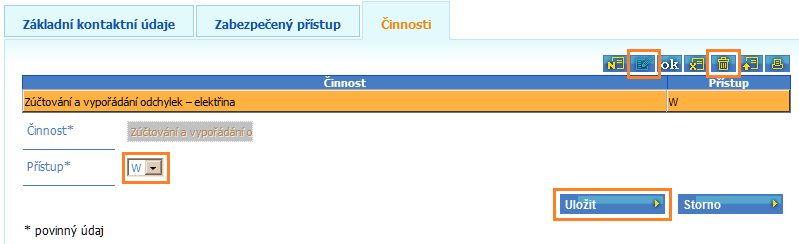 Základní kontaktní údaje Zabezpečený přístup Činnosti
N ok
Činnost Přístup
Zúčtování a vypořádání odchylek – elektřina W
Činnost* Zúčtování a vypořádání o
Přístup* W
Uložit Storno
* povinný údaj